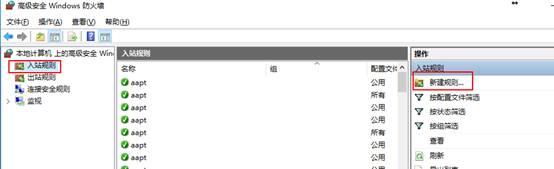 高级安全 Windows 防火墙
文件(F) 操作(A) 查看(V) 帮助(H)
本地计算机 上的高级安全 Win
入站规则
出站规则
连接安全规则
监视
入站规则
名称 组 配置文件
aapt 公用
aapt 所有
aapt 公用
aapt 公用
aapt 所有
aapt 公用
aapt 公用
操作
入站规则
新建规则...
按配置文件筛选
按状态筛选
按组筛选
查看
刷新